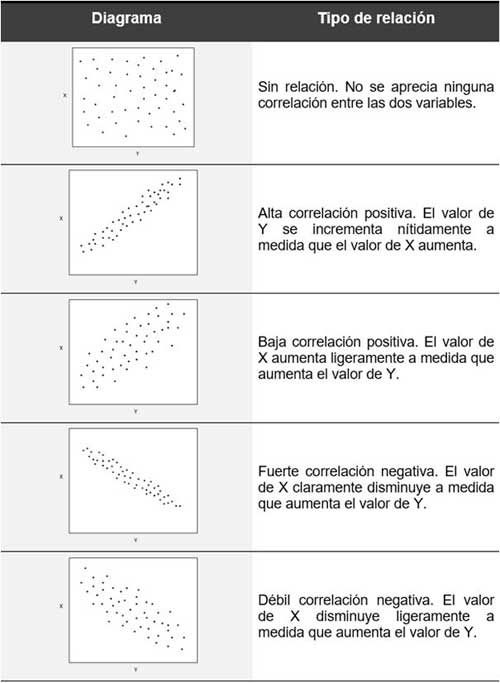 Diagrama Tipo de relación
Sin relación. No se aprecia ninguna
correlación entre las dos variables.
X
Y
Alta correlación positiva. El valor de
Y se incrementa nítidamente a
medida que el valor de X aumenta.
X
Y
Baja correlación positiva. El valor de
X aumenta ligeramente a medida que
aumenta el valor de Y.
X
Y
Fuerte correlación negativa. El valor
de X claramente disminuye a medida
que aumenta el valor de Y.
X
Y
Débil correlación negativa. El valor
de X disminuye ligeramente a
medida que aumenta el valor de Y.
X
Y